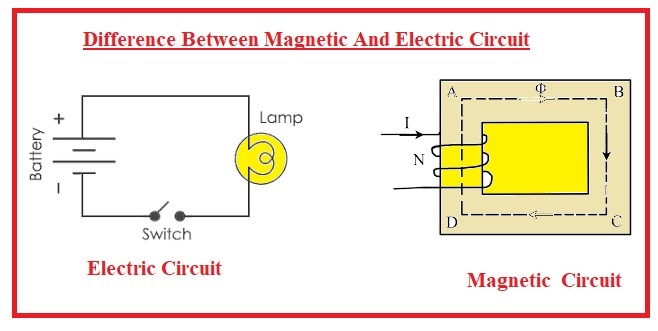 Difference Between Magnetic And Electric Circuit
+
Battery
–
Lamp
Switch
Electric Circuit
A
Φ
B
I
N
D
C
Magnetic Circuit